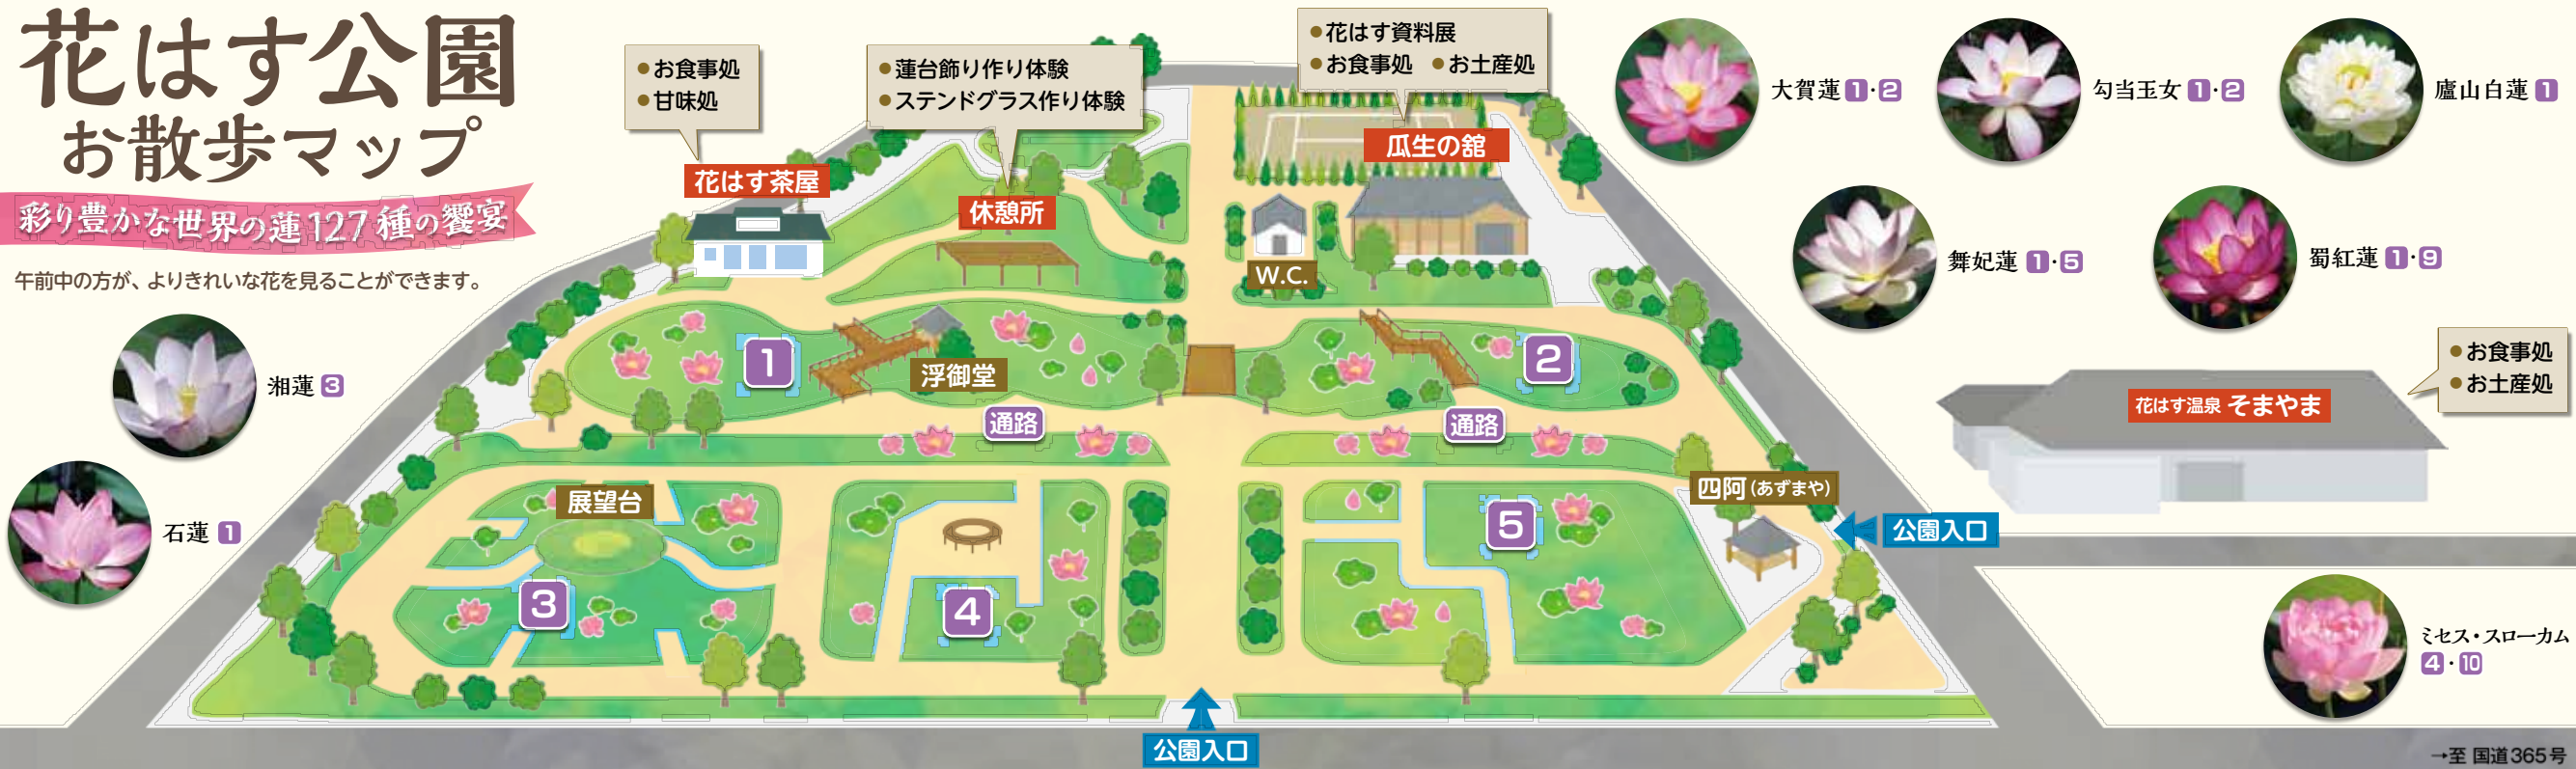 花はす公園
お散歩マップ
彩り豊かな世界の蓮127種の饗宴
午前中の方が、よりきれいな花を見ることができます。
●お食事処
●甘味処
花はす茶屋
●蓮台飾り作り体験
●ステンドグラス作り体験
休憩所
●花はす資料展
●お食事処 ●お土産処
瓜生の舘
W.C.
大賀蓮 1・2
勾当玉女 1・2
廬山白蓮 1
舞妃蓮 1・5
蜀紅蓮 1・9
●お食事処
●お土産処
花はす温泉 そまやま
湘蓮 3
石蓮 1
1
浮御堂
2
通路
通路
展望台
3
4
5
四阿(あずまや)
公園入口
公園入口
ミセス・スローカム
4・10
→至 国道365号